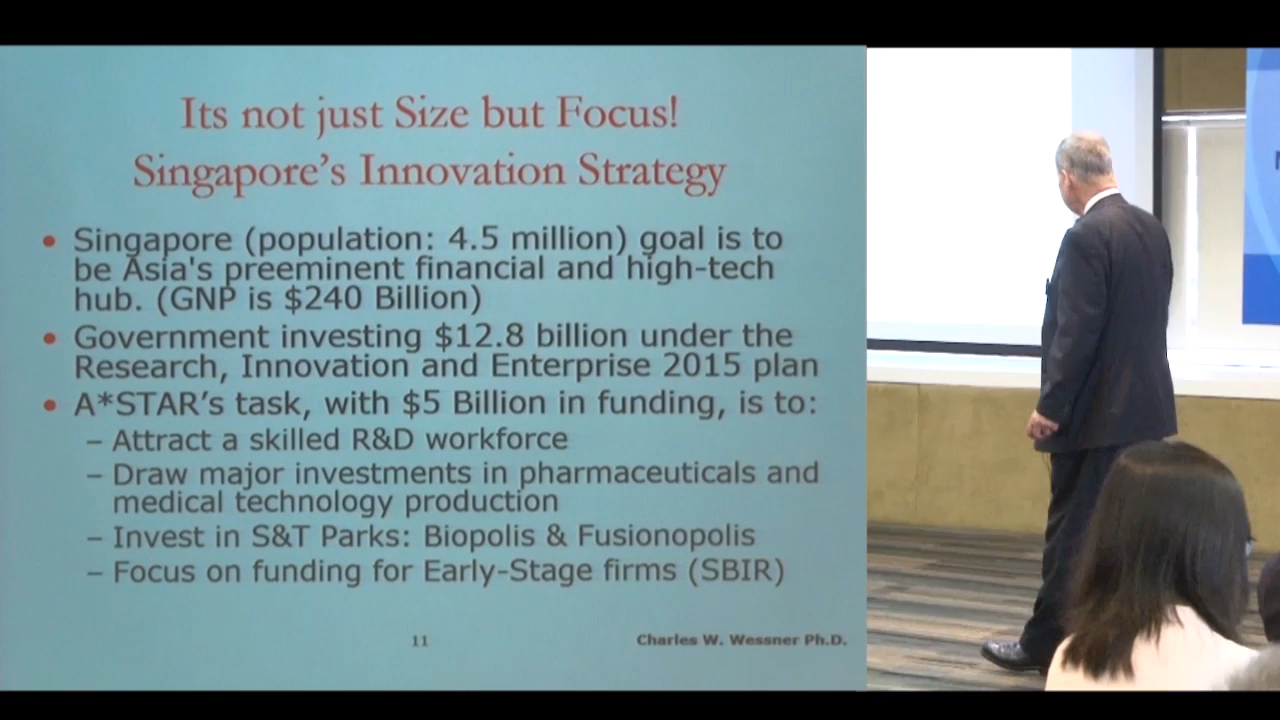 Its not just Size but Focus!
Singapore's Innovation Strategy
• Singapore (population: 4.5 million) goal is to
be Asia's preeminent financial and high-tech
hub. (GNP is $240 Billion)
• Government investing $12.8 billion under the
Research, Innovation and Enterprise 2015 plan
• A*STAR's task, with $5 Billion in funding, is to:
– Attract a skilled R&D workforce
– Draw major investments in pharmaceuticals and
medical technology production
– Invest in S&T Parks: Biopolis & Fusionopolis
– Focus on funding for Early-Stage firms (SBIR)
11
Charles W. Wessner Ph.D.